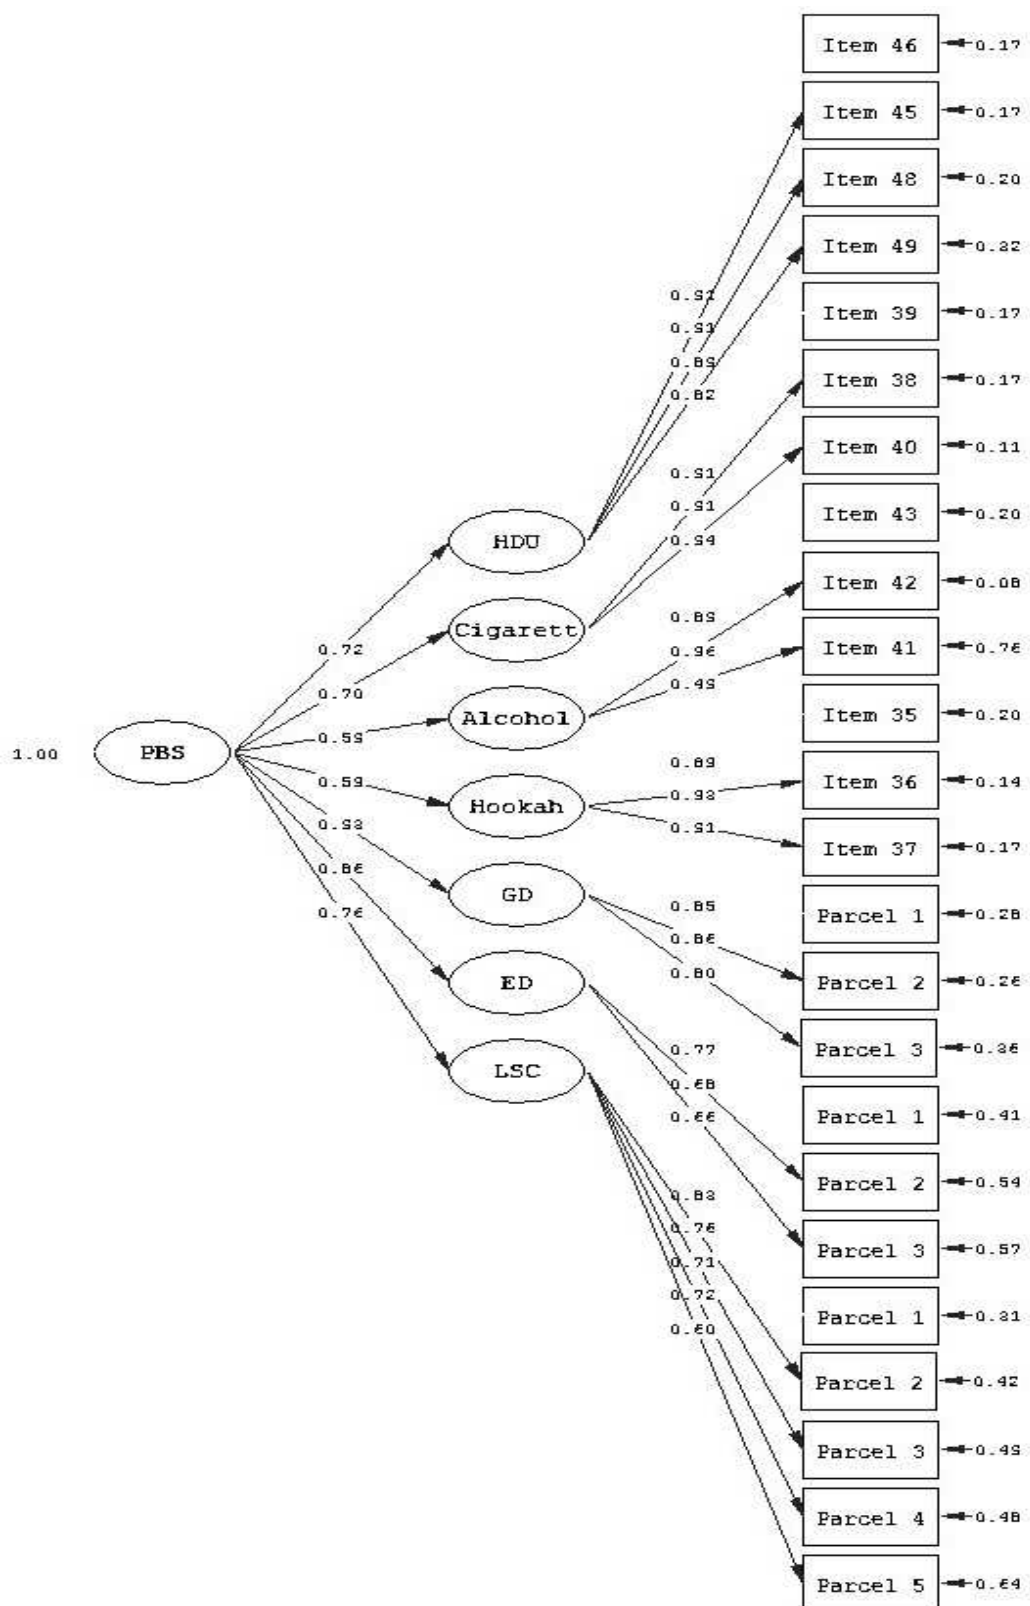 Item 46 0.17
Item 45 0.17
Item 48 0.20
Item 49 0.32
0.91
Item 39 0.17
0.91
0.89
Item 38 0.17
0.82
Item 40 0.11
0.91
0.91
Item 43 0.20
0.94
HDU
Item 42 0.08
0.89
Cigarett
0.96
Item 41 0.76
0.72
0.49
0.70
Alcohol
Item 35 0.20
0.59
1.00
PBS
0.89
0.59
Item 36 0.14
0.93
Hookah
0.93
0.91
Item 37 0.17
0.86
GD
0.85
0.76
Parcel 1 0.28
0.86
0.80
ED
Parcel 2 0.26
0.77
Parcel 3 0.36
LSC
0.68
0.66
Parcel 1 0.41
Parcel 2 0.54
0.83
0.76
Parcel 3 0.57
0.71
0.72
Parcel 1 0.31
0.60
Parcel 2 0.42
Parcel 3 0.49
Parcel 4 0.48
Parcel 5 0.64